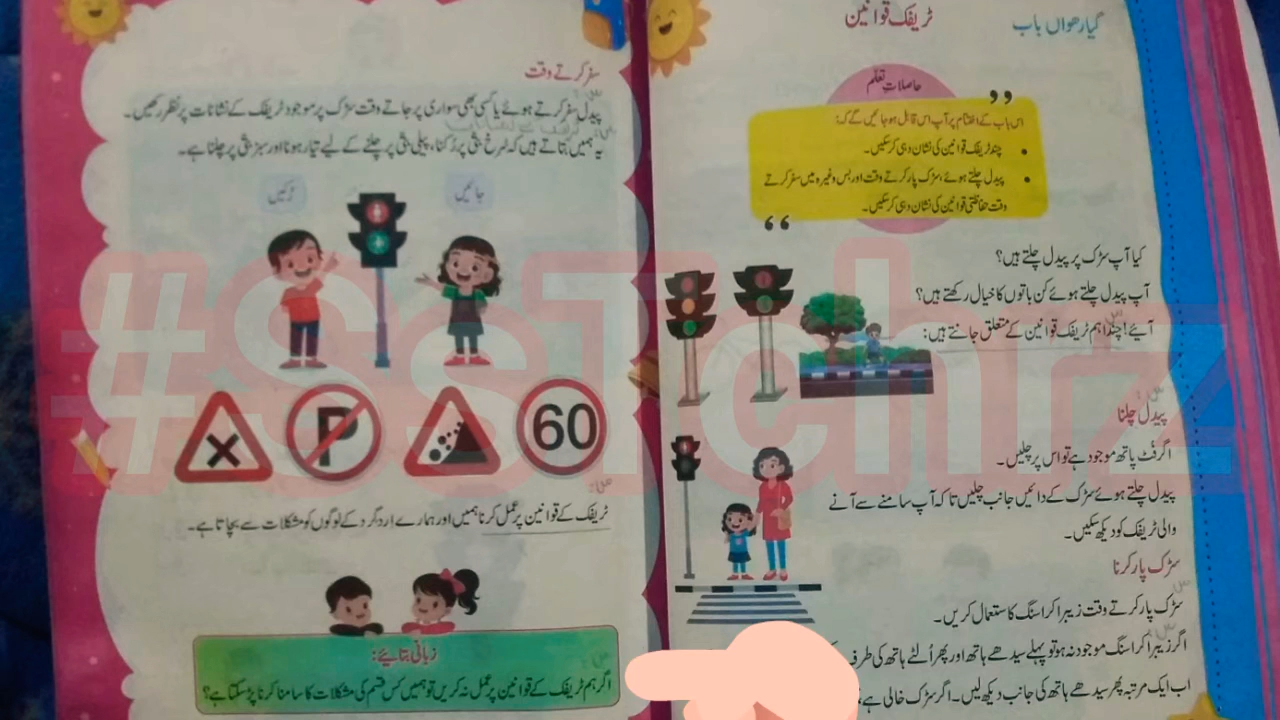 گیارھواں باب
ٹریفک قوانین
حاصلاتِ تعلم
اس باب کے اختتام پر آپ اس قابل ہو جائیں گے کہ:
• چند ٹریفک قوانین کی نشان دہی کر سکیں۔
• پیدل چلتے ہوئے، سڑک پار کرتے وقت اور بس وغیرہ میں سفر کرتے
وقت حفاظتی قوانین کی نشان دہی کر سکیں۔
کیا آپ سڑک پر پیدل چلتے ہیں؟
آپ پیدل چلتے ہوئے کن باتوں کا خیال رکھتے ہیں؟
آیئے! چند اہم ٹریفک قوانین کے متعلق جانتے ہیں:
پیدل چلنا
اگر فٹ پاتھ موجود ہے تو اس پر چلیں۔
پیدل چلتے ہوئے سڑک کے دائیں جانب چلیں تاکہ آپ سامنے سے آنے
والی ٹریفک کو دیکھ سکیں۔
سڑک پار کرنا
سڑک پار کرتے وقت زیبرا کراسنگ کا استعمال کریں۔
اگر زیبرا کراسنگ موجود نہ ہو تو پہلے سیدھے ہاتھ اور پھر اُلٹے ہاتھ کی طرف
اب ایک مرتبہ پھر سیدھے ہاتھ کی جانب دیکھ لیں۔ اگر سڑک خالی ہے
سفر کرتے وقت
پیدل سفر کرتے ہوئے یا کسی بھی سواری پر جاتے وقت سڑک پر موجود ٹریفک کے نشانات پر نظر رکھیں۔
یہ ہمیں بتاتے ہیں کہ سُرخ بتّی پر رُکنا، پیلی بتّی پر چلنے کے لیے تیار ہونا اور سبز بتّی پر چلنا ہے۔
جائیں
رُکیں
P
60
ٹریفک کے قوانین پر عمل کرنا ہمیں اور ہمارے اردگرد کے لوگوں کو مشکلات سے بچاتا ہے۔
زبانی بتایئے:
اگر ہم ٹریفک کے قوانین پر عمل نہ کریں تو ہمیں کس قسم کی مشکلات کا سامنا کرنا پڑ سکتا ہے؟
#SsTchrz